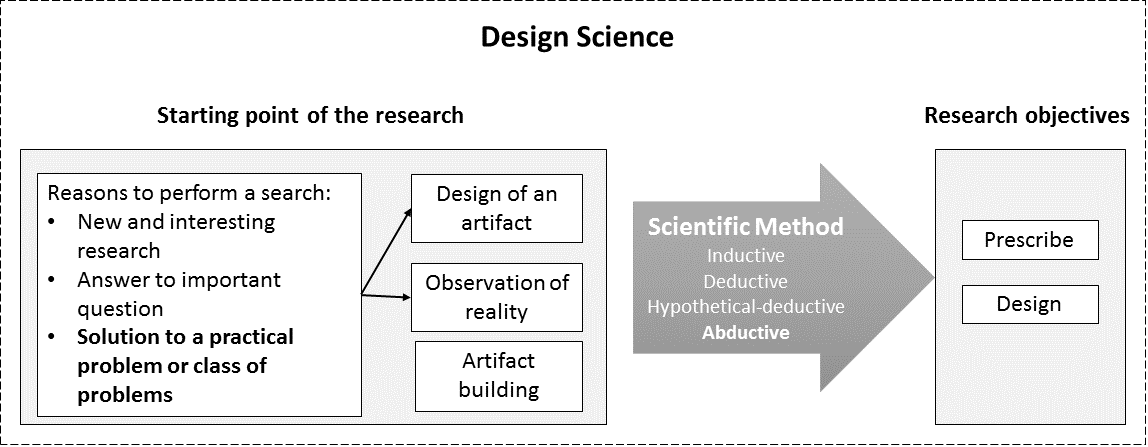 Design Science
Starting point of the research
Research objectives
Reasons to perform a search:
• New and interesting
research
• Answer to important
question
• Solution to a practical
problem or class of
problems
Design of an
artifact
Observation of
reality
Artifact
building
Scientific Method
Inductive
Deductive
Hypothetical-deductive
Abductive
Prescribe
Design